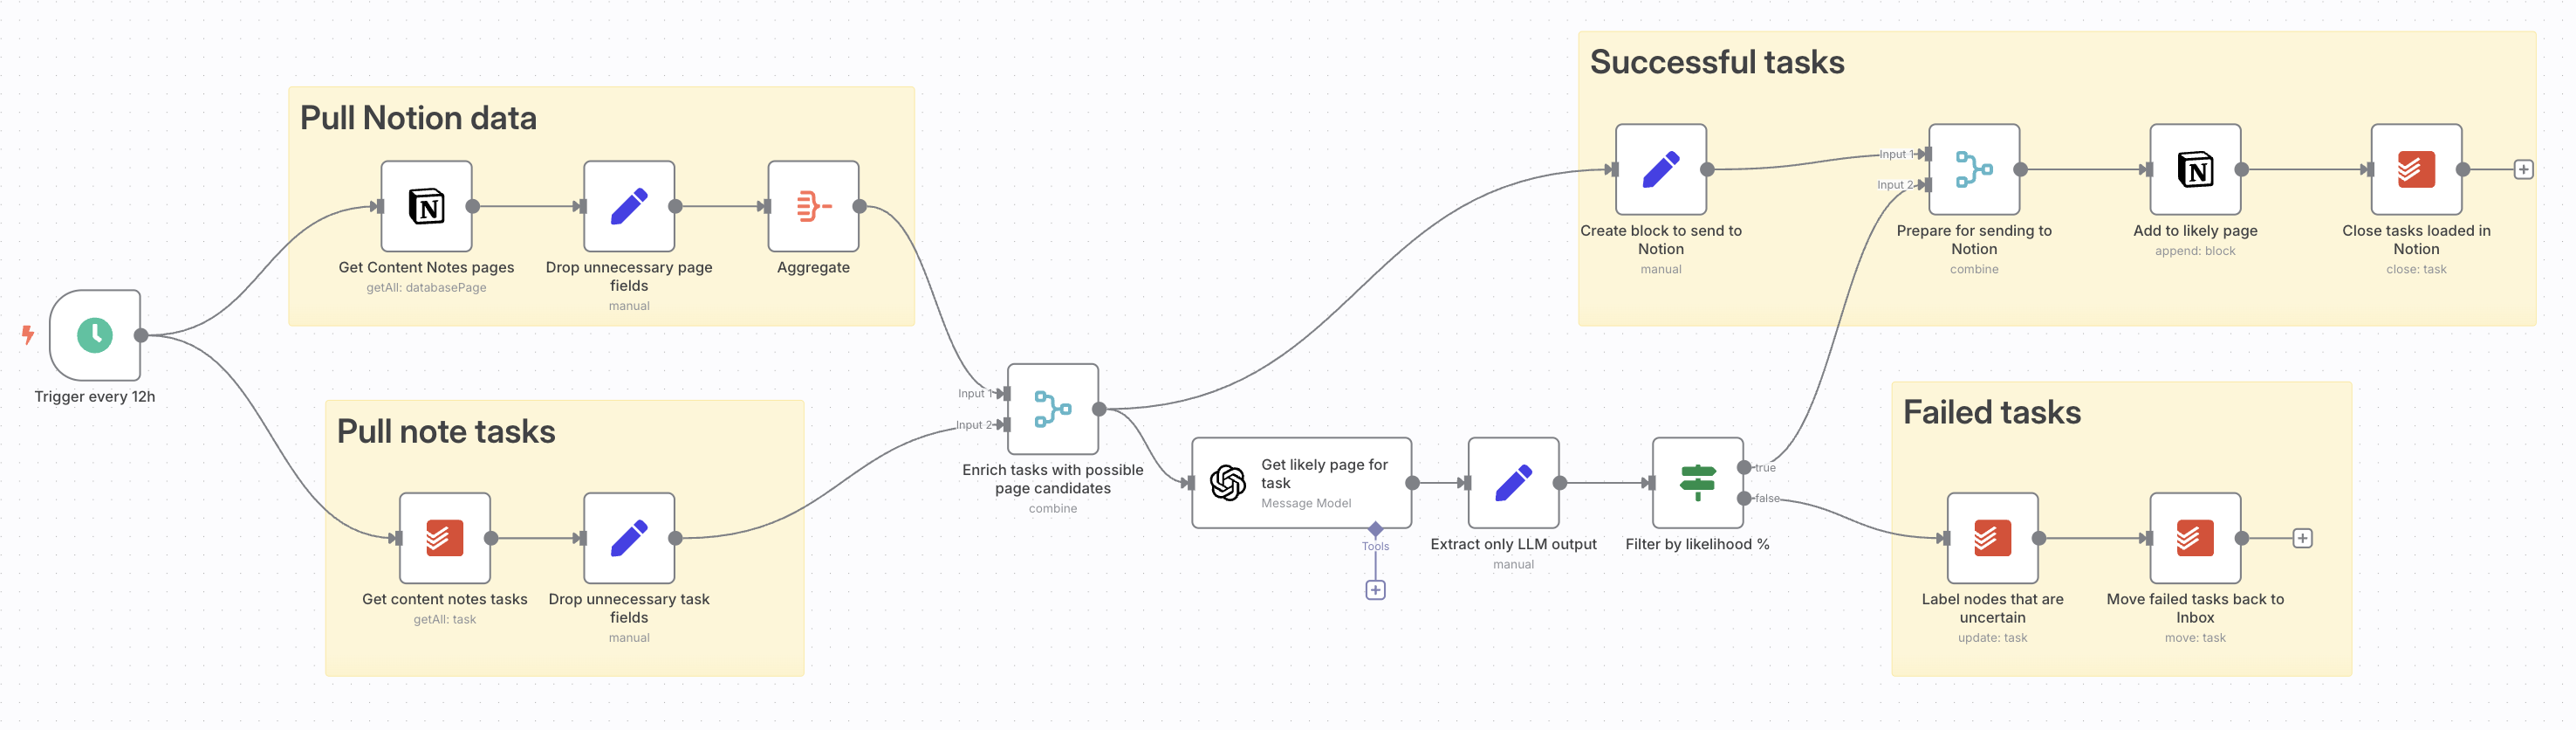 Trigger every 12h
Pull Notion data
Get Content Notes pages
getAll: databasePage
Drop unnecessary page
fields
manual
Aggregate
Pull note tasks
Get content notes tasks
getAll: task
Drop unnecessary task
fields
manual
Input 1
Input 2
Enrich tasks with possible
page candidates
combine
Get likely page for
task
Message Model
Tools
Extract only LLM output
manual
Filter by likelihood %
true
false
Successful tasks
Create block to send to
Notion
manual
Input 1
Input 2
Prepare for sending to
Notion
combine
Add to likely page
append: block
Close tasks loaded in
Notion
close: task
Failed tasks
Label nodes that are
uncertain
update: task
Move failed tasks back to
Inbox
move: task